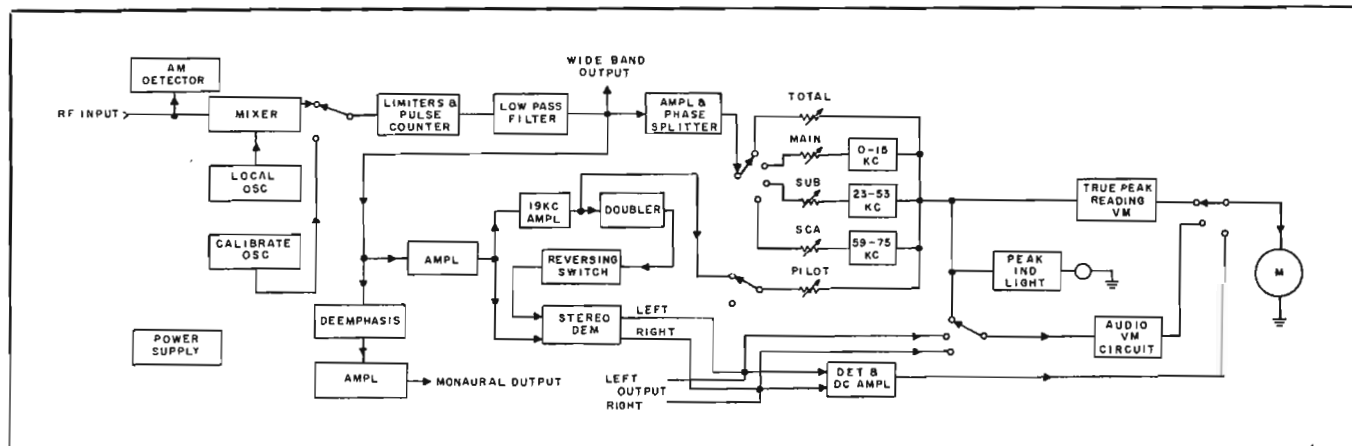 WIDE BAND
OUTPUT
AM
DETECTOR
RF INPUT
MIXER
LIMITERS &
PULSE
COUNTER
LOW PASS
FILTER
AMPL &
PHASE
SPLITTER
TOTAL
MAIN
0-15
KC
LOCAL
OSC
SUB
23-53
KC
TRUE PEAK
READING
VM
19KC
AMPL
DOUBLER
SCA
59-75
KC
CALIBRATE
OSC
AMPL
REVERSING
SWITCH
PILOT
PEAK
IND
LIGHT
M
DEEMPHASIS
STEREO
DEM
LEFT
RIGHT
AUDIO
VM
CIRCUIT
POWER
SUPPLY
AMPL
MONAURAL OUTPUT
LEFT
OUTPUT
RIGHT
DET &
DC AMPL